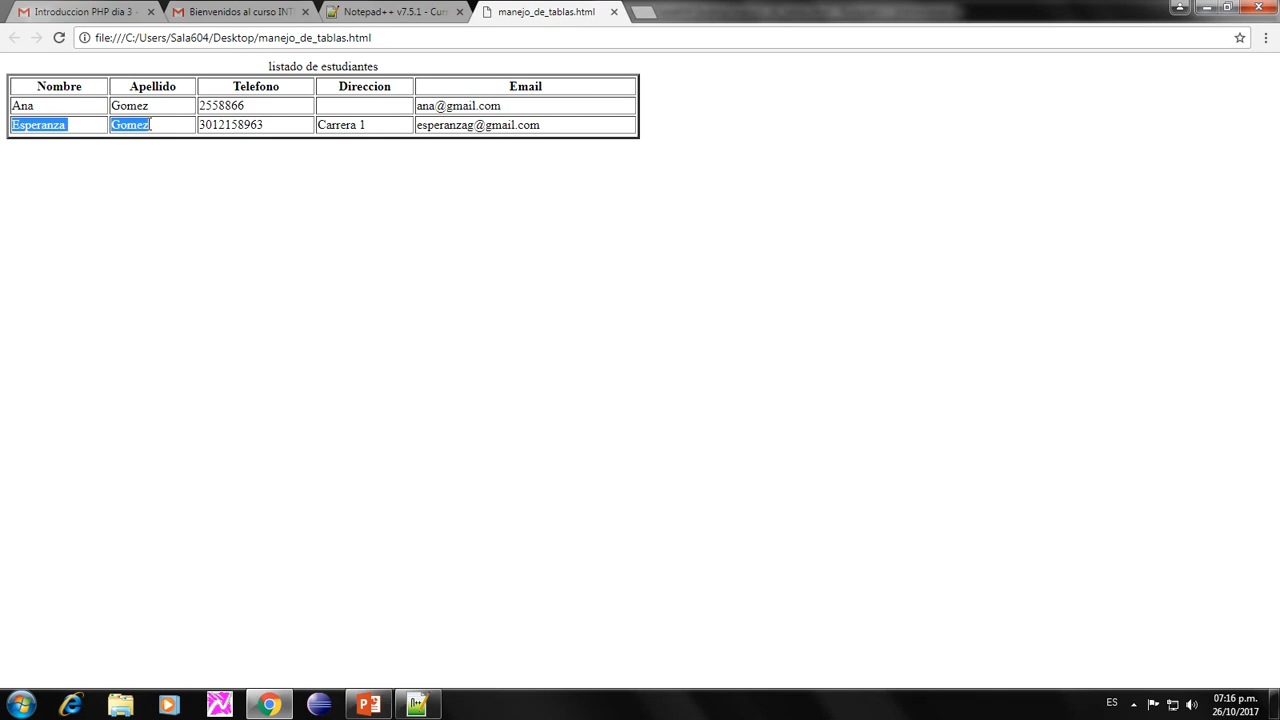 Introduccion PHP dia 3 -
Bienvenidos al curso INT
Notepad++ v7.5.1 - Curr
manejo_de_tablas.html
file:///C:/Users/Sala604/Desktop/manejo_de_tablas.html
listado de estudiantes
Nombre Apellido Telefono Direccion Email
Ana Gomez 2558866 ana@gmail.com
Esperanza Gomez 3012158963 Carrera 1 esperanzag@gmail.com
ES
07:16 p.m.
26/10/2017